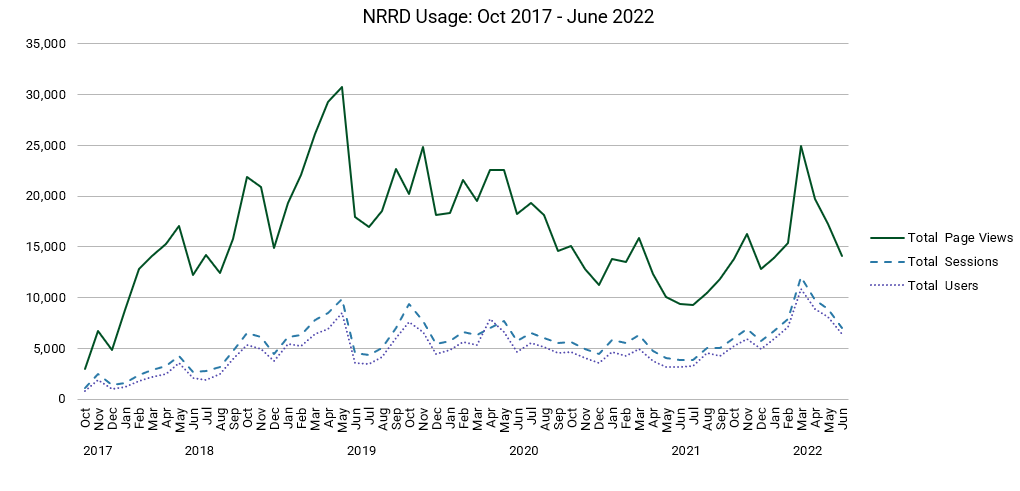 NRRD Usage: Oct 2017 - June 2022
35,000
30,000
25,000
20,000
15,000
10,000
5,000
0
Oct Nov Dec Jan Feb Mar Apr May Jun Jul Aug Sep Oct Nov Dec Jan Feb Mar Apr May Jun Jul Aug Sep Oct Nov Dec Jan Feb Mar Apr May Jun Jul Aug Sep Oct Nov Dec Jan Feb Mar Apr May Jun Jul Aug Sep Oct Nov Dec Jan Feb Mar Apr May Jun
2017 2018 2019 2020 2021 2022
Total Page Views
Total Sessions
Total Users